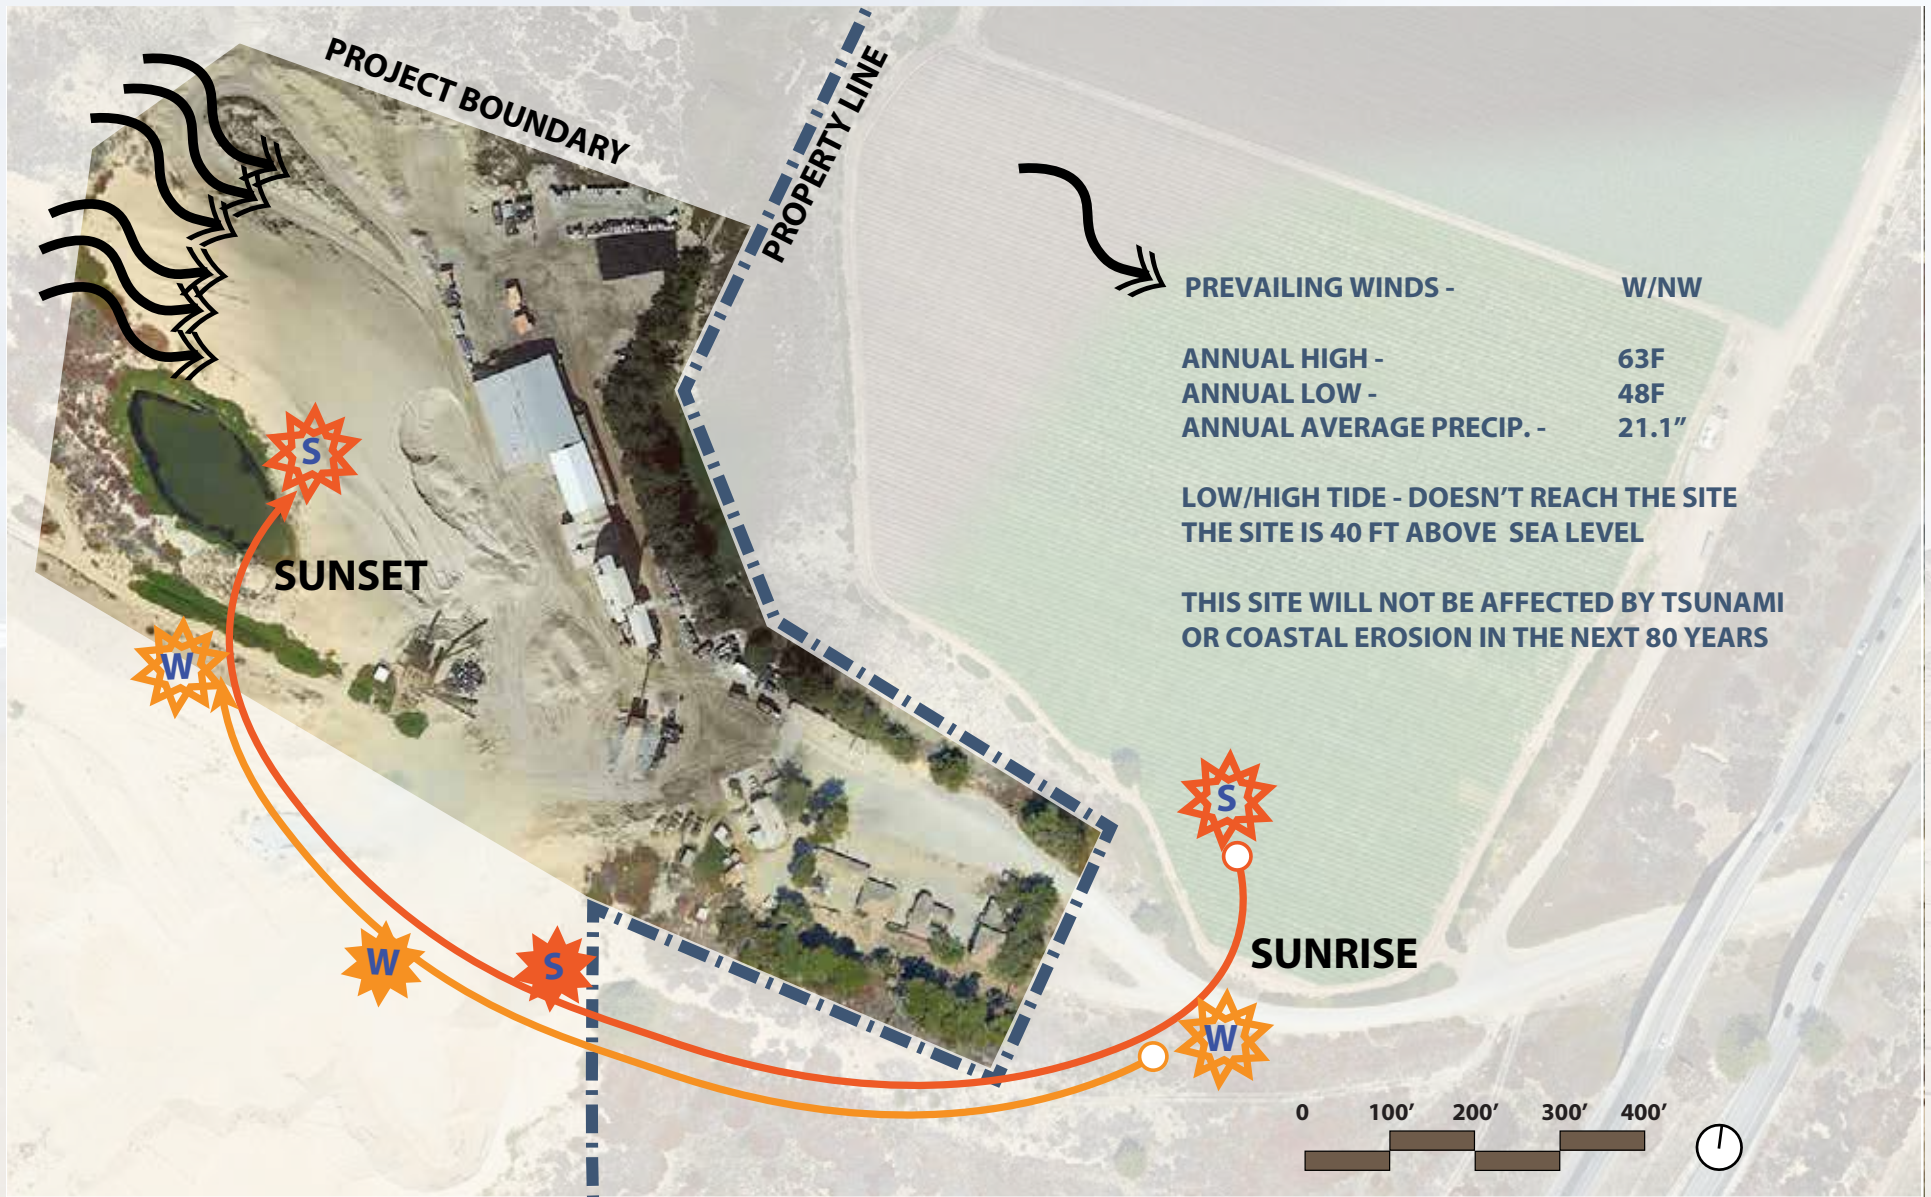 PROJECT BOUNDARY
PROPERTY LINE
PREVAILING WINDS - W/NW
ANNUAL HIGH - 63F
ANNUAL LOW - 48F
ANNUAL AVERAGE PRECIP. - 21.1”
LOW/HIGH TIDE - DOESN’T REACH THE SITE
THE SITE IS 40 FT ABOVE SEA LEVEL
THIS SITE WILL NOT BE AFFECTED BY TSUNAMI
OR COASTAL EROSION IN THE NEXT 80 YEARS
S
SUNSET
W
S
SUNRISE
W
S
W
0 100’ 200’ 300’ 400’